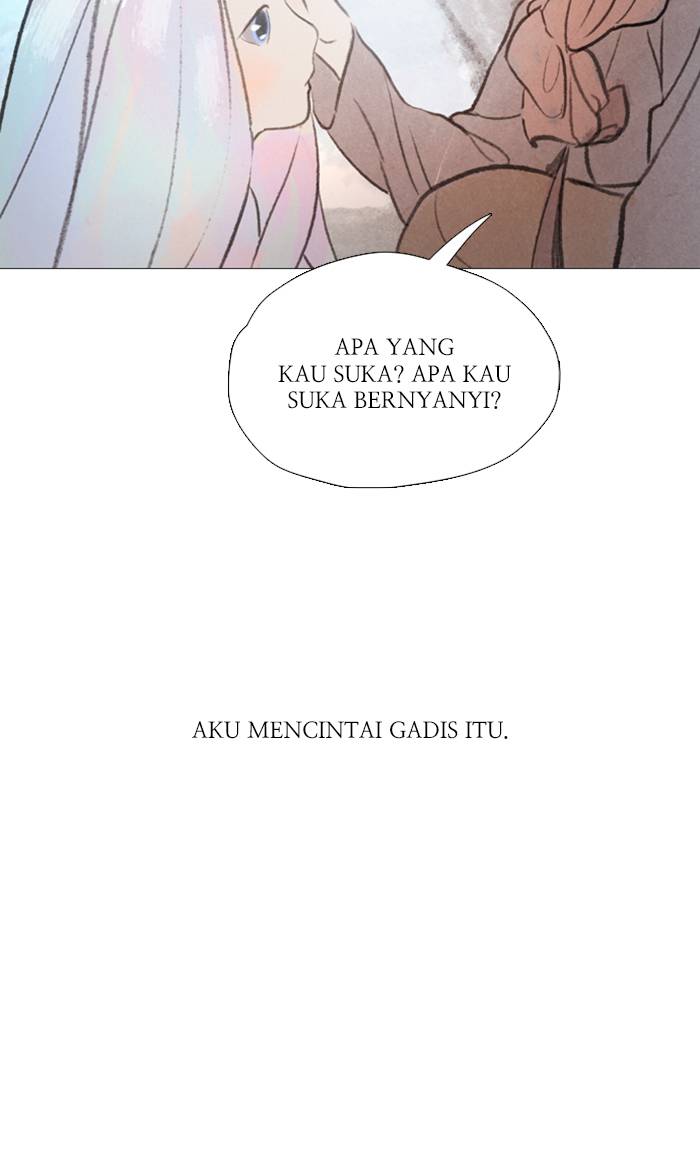 APA YANG
KAU SUKA? APA KAU
SUKA BERNYANYI?
AKU MENCINTAI GADIS ITU.